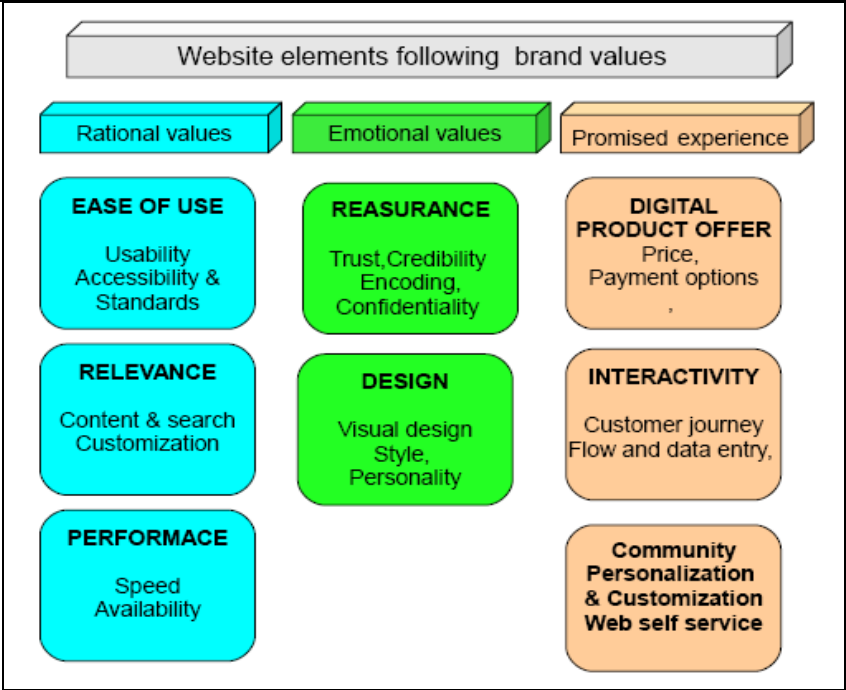 Website elements following brand values
Rational values
Emotional values
Promised experience
EASE OF USE
Usability
Accessibility &
Standards
RELEVANCE
Content & search
Customization
PERFORMACE
Speed
Availability
REASURANCE
Trust,Credibility
Encoding,
Confidentiality
DESIGN
Visual design
Style,
Personality
DIGITAL
PRODUCT OFFER
Price,
Payment options
,
INTERACTIVITY
Customer journey
Flow and data entry,
Community
Personalization
& Customization
Web self service